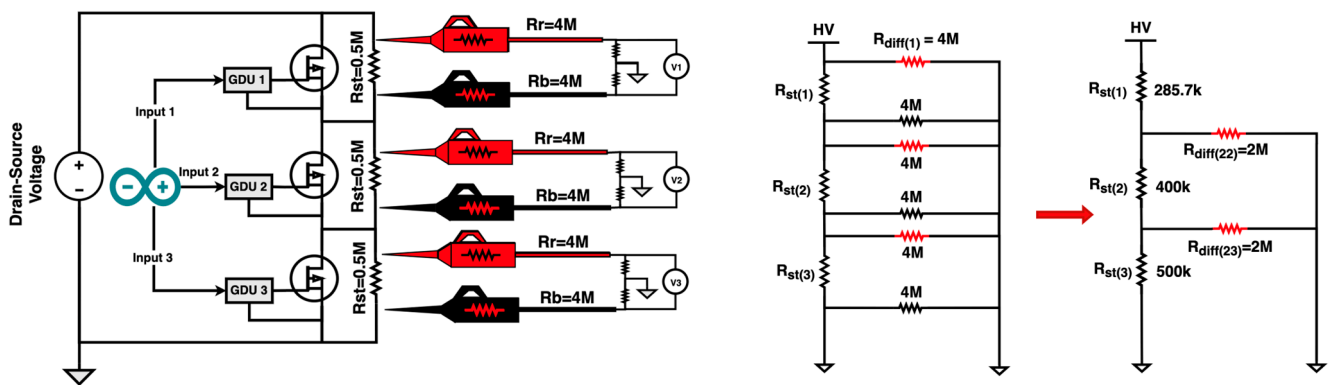 Drain-Source
Voltage
+
−
− +
Input 1
Input 2
Input 3
GDU 1
GDU 2
GDU 3
Rst=0.5M
Rst=0.5M
Rst=0.5M
Rr=4M
Rb=4M
V1
Rr=4M
Rb=4M
V2
Rr=4M
Rb=4M
V3
HV
Rdiff(1) = 4M
Rst(1)
4M
4M
Rst(2)
4M
4M
Rst(3)
4M
HV
Rst(1) 285.7k
Rdiff(22)=2M
Rst(2) 400k
Rdiff(23)=2M
Rst(3) 500k